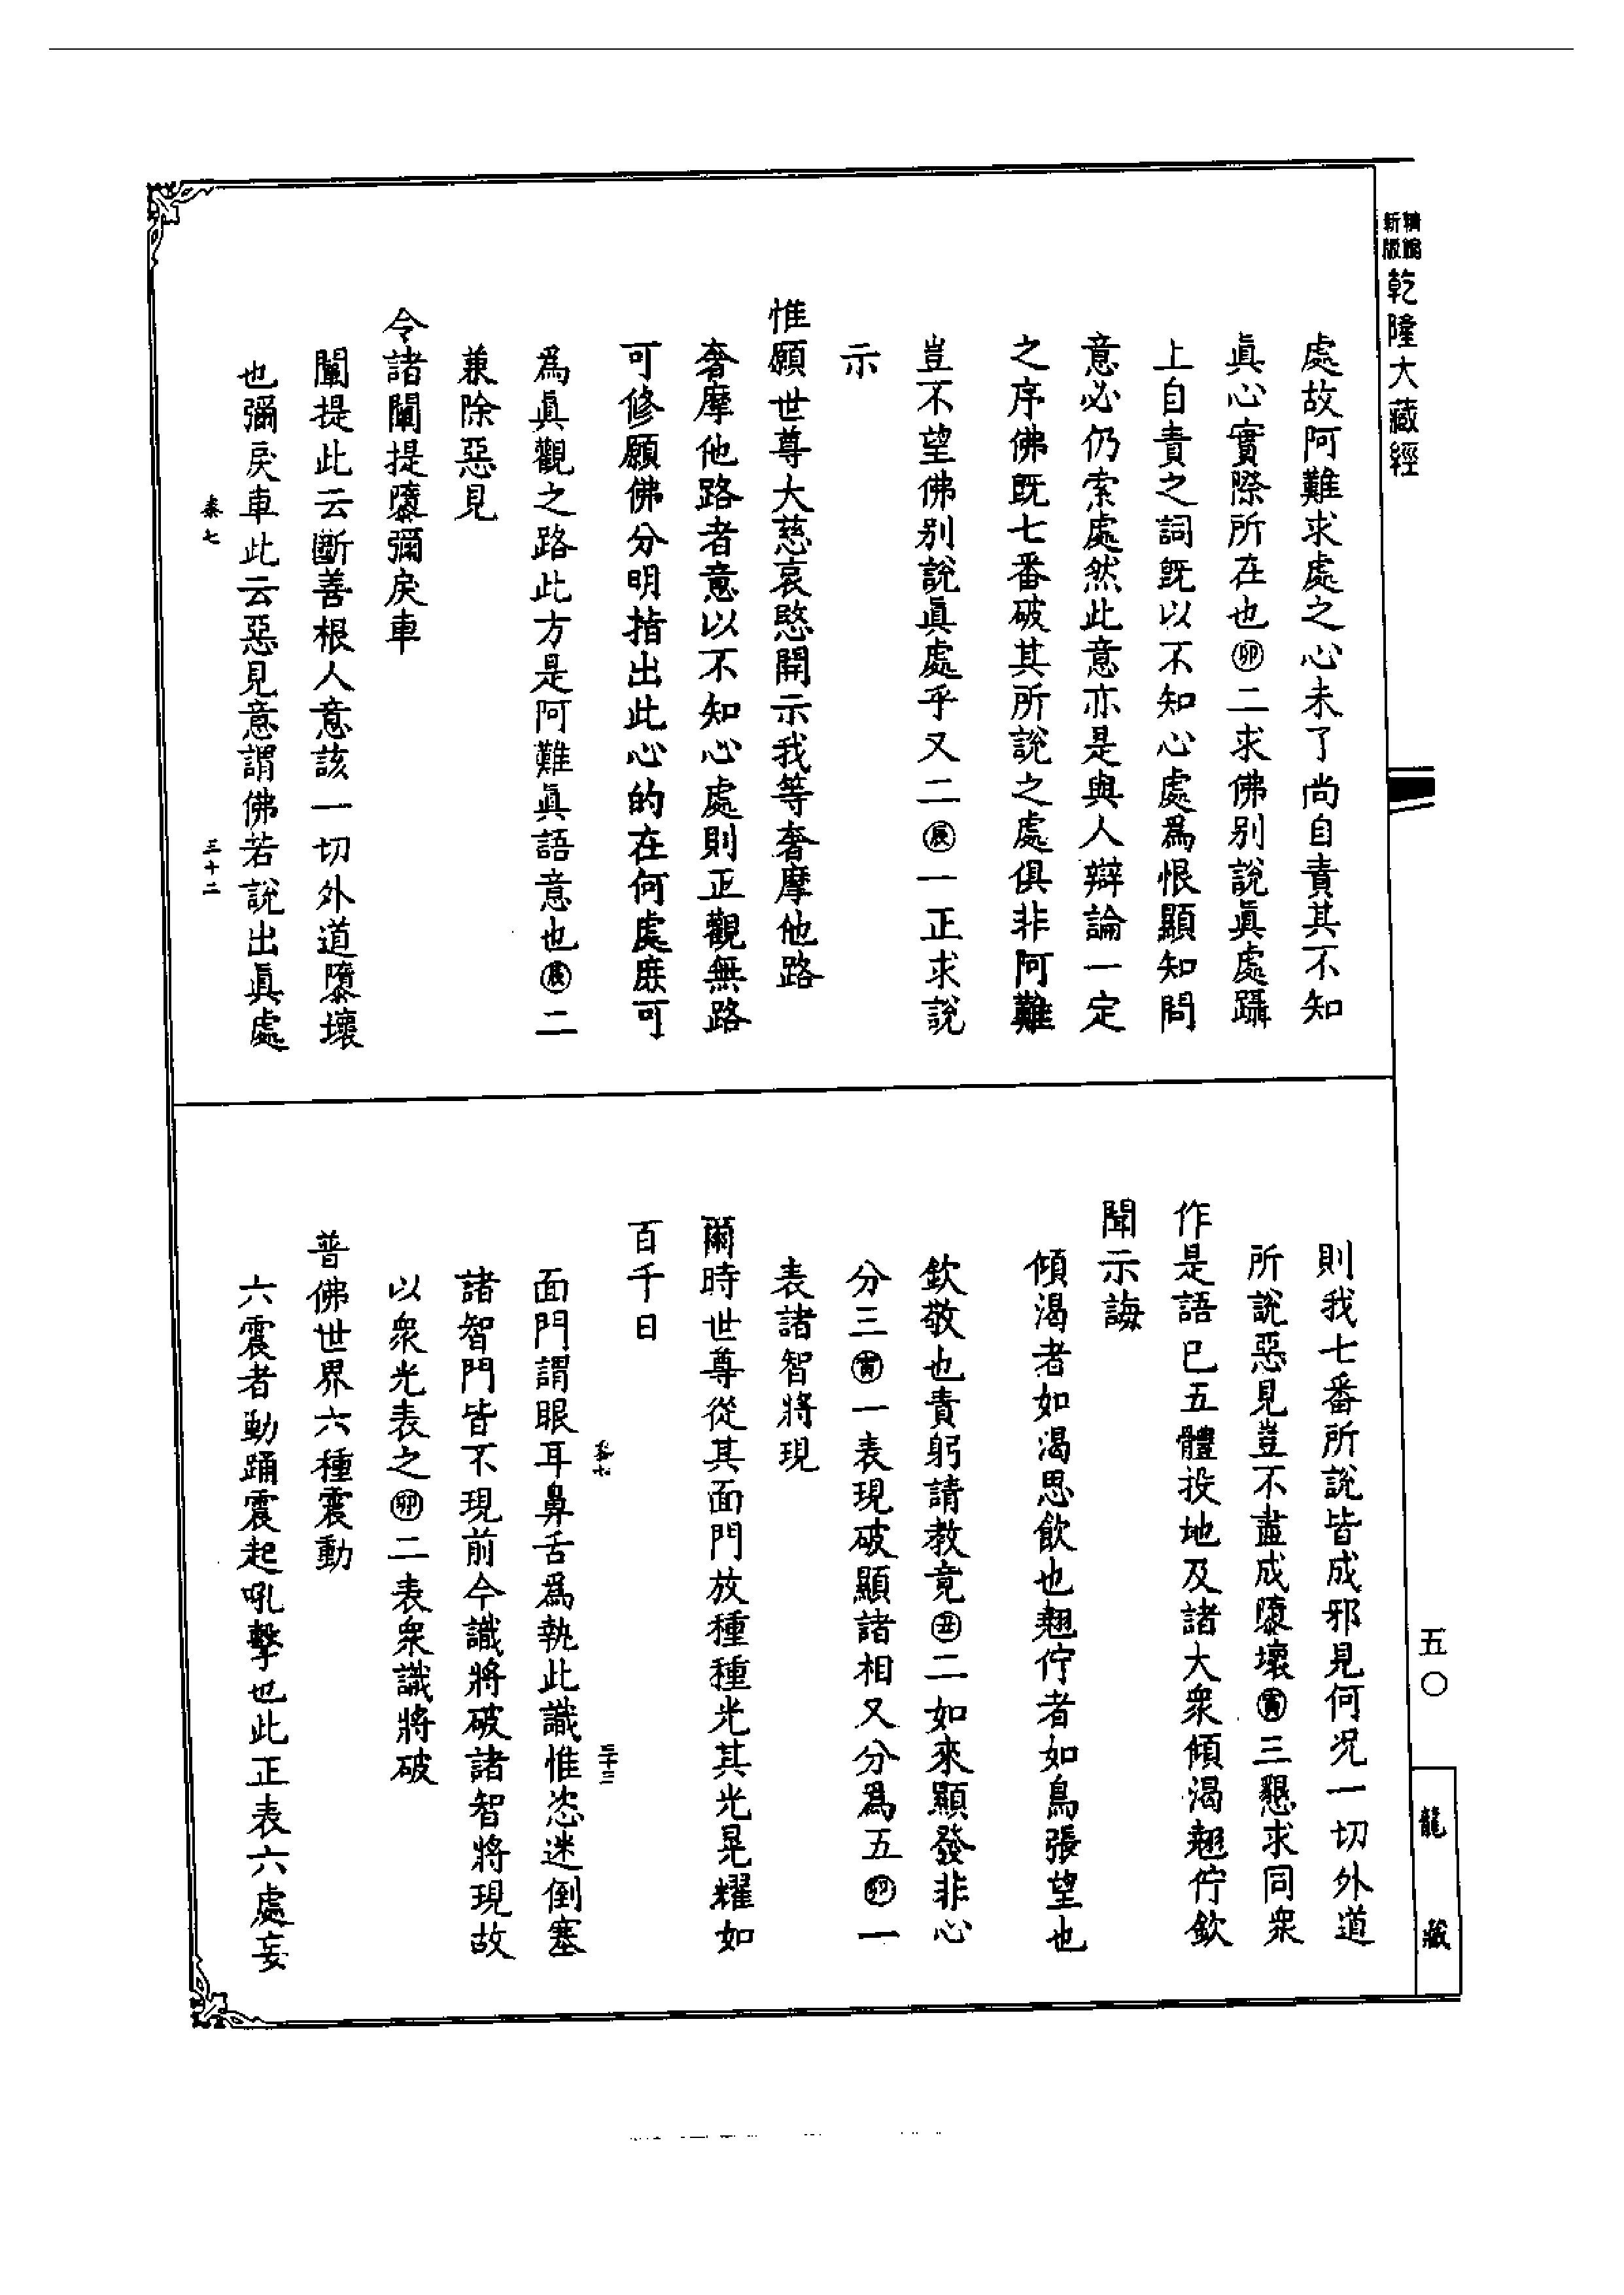 精編
新版
乾隆大藏經
處故阿難求處之心未了尚自責其不知
眞心實際所在也卯二求佛别說眞處躡
上自責之詞旣以不知心處爲恨顯知問
意必仍索處然此意亦是與人辯論一定
之序佛旣七番破其所說之處俱非阿難
豈不望佛别說眞處乎又二辰一正求說
示
惟願世尊大慈哀愍開示我等奢摩他路
奢摩他路者意以不知心處則正觀無路
可修願佛分明指出此心的在何處庶可
爲眞觀之路此方是阿難眞語意也辰二
兼除惡見
令諸闡提隳彌戾車
闡提此云斷善根人意該一切外道隳壞
也彌戾車此云惡見意謂佛若說出眞處
秦七
三十二
則我七番所說皆成邪見何况一切外道
所說惡見豈不盡成隳壞寅三懇求同衆
作是語已五體投地及諸大衆傾渴翹佇欽
聞示誨
傾渴者如渴思飲也翹佇者如鳥張望也
欽敬也責躬請教竟丑二如來顯發非心
分三寅一表現破顯諸相又分爲五卯一
表諸智將現
爾時世尊從其面門放種種光其光晃耀如
百千日
秦七
三十三
面門謂眼耳鼻舌爲執此識惟恣迷倒塞
諸智門皆不現前今識將破諸智將現故
以衆光表之卯二表衆識將破
普佛世界六種震動
六震者動踊震起吼擊也此正表六處妄
五〇
龍藏